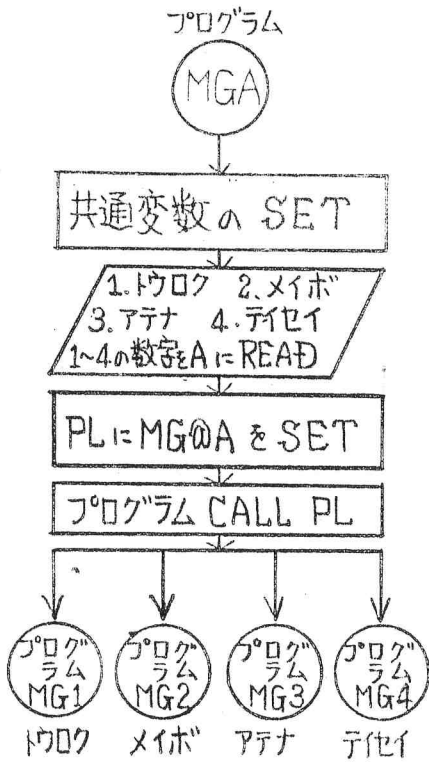 プログラム
MGA
共通変数の SET
1.トウロク 2.メイボ
3.アテナ 4.テイセイ
1~4の数字をAにREAD
PLにMG@AをSET
プログラム CALL PL
プログ
ラム
MG1
プログ
ラム
MG2
プログ
ラム
MG3
プログ
ラム
MG4
トウロク
メイボ
アテナ
テイセイ